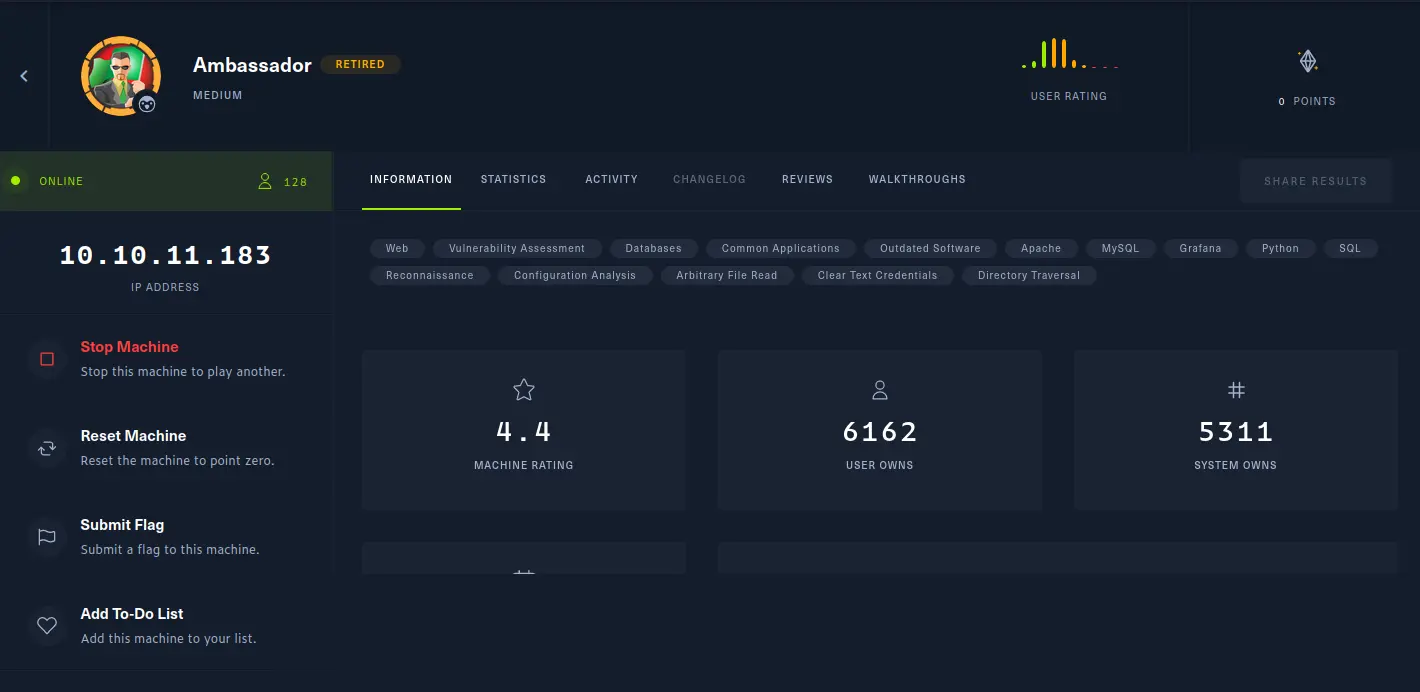 Ambassador RETIRED
MEDIUM
USER RATING
0 POINTS
ONLINE 128
INFORMATION STATISTICS ACTIVITY CHANGELOG REVIEWS WALKTHROUGHS SHARE RESULTS
10.10.11.183
IP ADDRESS
Web Vulnerability Assessment Databases Common Applications Outdated Software Apache MySQL Grafana Python SQL
Reconnaissance Configuration Analysis Arbitrary File Read Clear Text Credentials Directory Traversal
Stop Machine
Stop this machine to play another.
Reset Machine
Reset the machine to point zero.
Submit Flag
Submit a flag to this machine.
Add To-Do List
Add this machine to your list.
4.4
MACHINE RATING
6162
USER OWNS
5311
SYSTEM OWNS